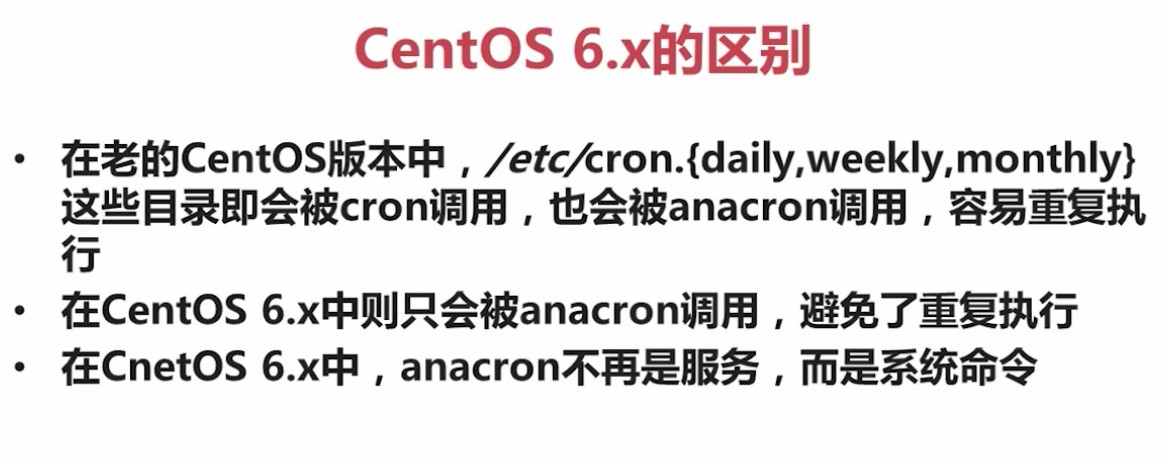 CentOS 6.x的区别
• 在老的CentOS版本中，/etc/cron.{daily,weekly,monthly}
这些目录即会被cron调用，也会被anacron调用，容易重复执
行
• 在CentOS 6.x中则只会被anacron调用，避免了重复执行
• 在CnetOS 6.x中，anacron不再是服务，而是系统命令